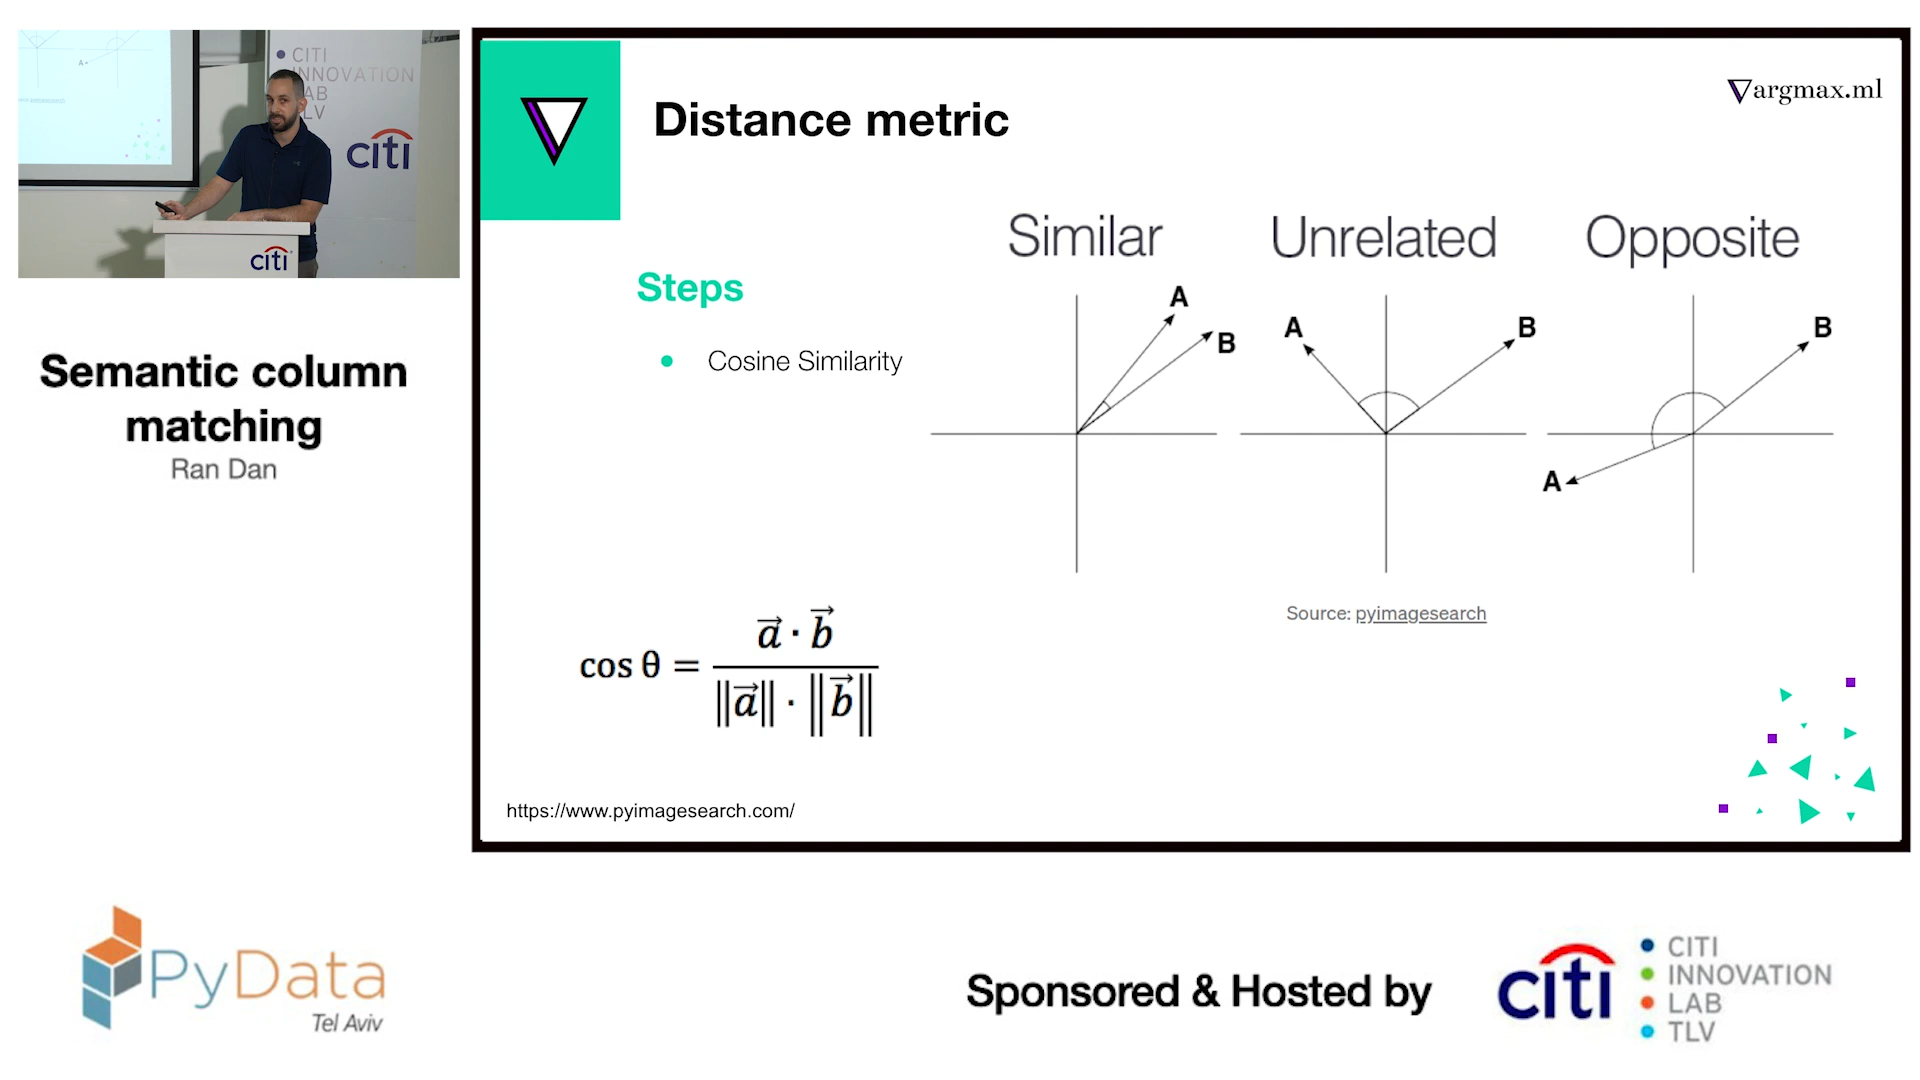 CITI
INNOVATION
LAB
TLV
citi
citi
Semantic column
matching
Ran Dan
argmax.ml
Distance metric
Steps
Cosine Similarity
Similar
A
B
Unrelated
A
B
Opposite
B
A
Source: pyimagesearch
cos θ = a⃗ · b⃗ / ‖a⃗‖ · ‖b⃗‖
https://www.pyimagesearch.com/
PyData
Tel Aviv
Sponsored & Hosted by
citi
CITI
INNOVATION
LAB
TLV